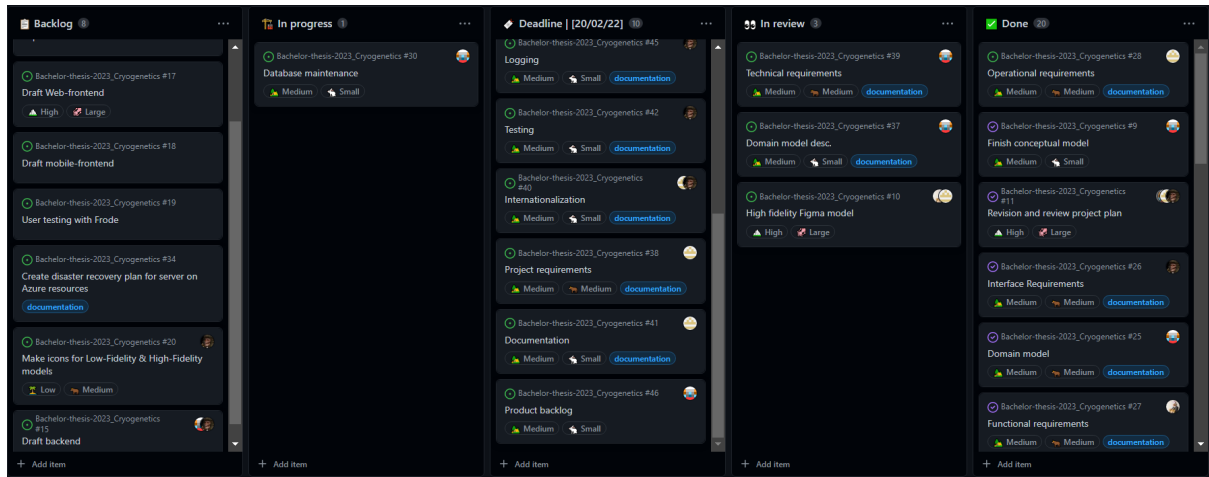 Backlog 8
Bachelor-thesis-2023_Cryogenetics #17
Draft Web-frontend
High Large
Bachelor-thesis-2023_Cryogenetics #18
Draft mobile-frontend
Bachelor-thesis-2023_Cryogenetics #19
User testing with Frode
Bachelor-thesis-2023_Cryogenetics #34
Create disaster recovery plan for server on
Azure resources
documentation
Bachelor-thesis-2023_Cryogenetics #20
Make icons for Low-Fidelity & High-Fidelity
models
Low Medium
Bachelor-thesis-2023_Cryogenetics
#15
Draft backend
+ Add item
In progress 1
Bachelor-thesis-2023_Cryogenetics #30
Database maintenance
Medium Small
+ Add item
Deadline | [20/02/22] 10
Bachelor-thesis-2023_Cryogenetics #45
Logging
Medium Small documentation
Bachelor-thesis-2023_Cryogenetics #42
Testing
Medium Small documentation
Bachelor-thesis-2023_Cryogenetics
#40
Internationalization
Medium Small documentation
Bachelor-thesis-2023_Cryogenetics #38
Project requirements
Medium Medium documentation
Bachelor-thesis-2023_Cryogenetics #41
Documentation
Medium Small documentation
Bachelor-thesis-2023_Cryogenetics #46
Product backlog
Medium Small
+ Add item
In review 3
Bachelor-thesis-2023_Cryogenetics #39
Technical requirements
Medium Medium documentation
Bachelor-thesis-2023_Cryogenetics #37
Domain model desc.
Medium Small documentation
Bachelor-thesis-2023_Cryogenetics #10
High fidelity Figma model
High Large
+ Add item
Done 20
Bachelor-thesis-2023_Cryogenetics #28
Operational requirements
Medium Medium documentation
Bachelor-thesis-2023_Cryogenetics #9
Finish conceptual model
Medium Small
Bachelor-thesis-2023_Cryogenetics
#11
Revision and review project plan
High Large
Bachelor-thesis-2023_Cryogenetics #26
Interface Requirements
Medium Medium documentation
Bachelor-thesis-2023_Cryogenetics #25
Domain model
Medium Medium documentation
Bachelor-thesis-2023_Cryogenetics #27
Functional requirements
Medium Medium documentation
+ Add item